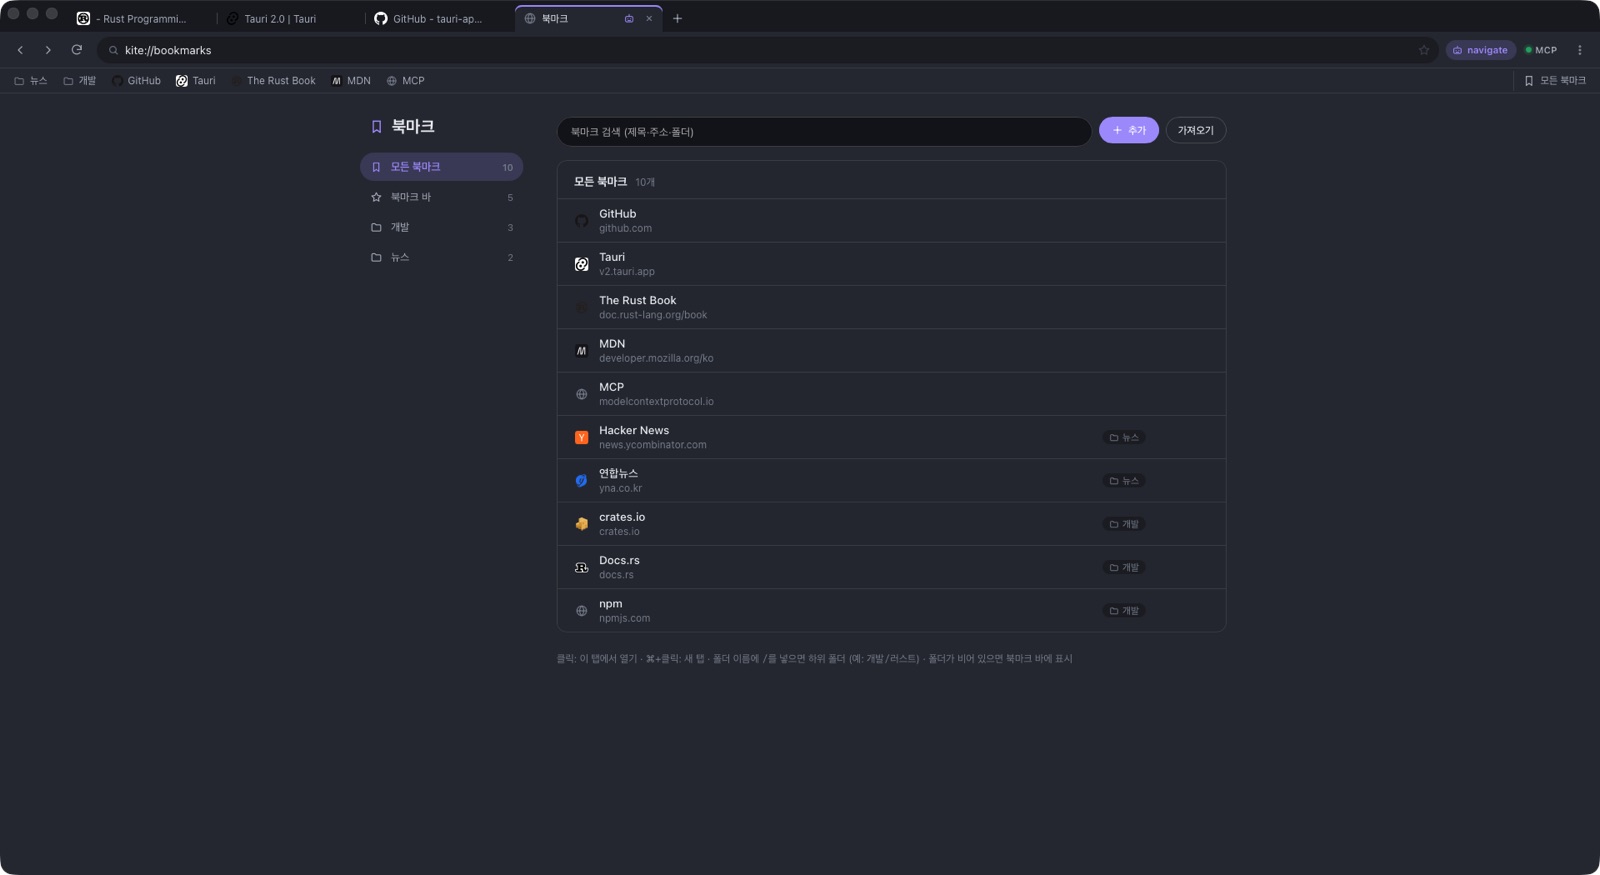 - Rust Programmi...
Tauri 2.0 | Tauri
GitHub - tauri-ap...
북마크
kite://bookmarks
navigate
MCP
뉴스
개발
GitHub
Tauri
The Rust Book
MDN
MCP
모든 북마크
북마크
모든 북마크 10
북마크 바 5
개발 3
뉴스 2
북마크 검색 (제목·주소·폴더)
+ 추가
가져오기
모든 북마크 10개
GitHub
github.com
Tauri
v2.tauri.app
The Rust Book
doc.rust-lang.org/book
MDN
developer.mozilla.org/ko
MCP
modelcontextprotocol.io
Hacker News
news.ycombinator.com
뉴스
연합뉴스
yna.co.kr
뉴스
crates.io
crates.io
개발
Docs.rs
docs.rs
개발
npm
npmjs.com
개발
클릭: 이 탭에서 열기 · ⌘+클릭: 새 탭 · 폴더 이름에 /를 넣으면 하위 폴더 (예: 개발/러스트) · 폴더가 비어 있으면 북마크 바에 표시